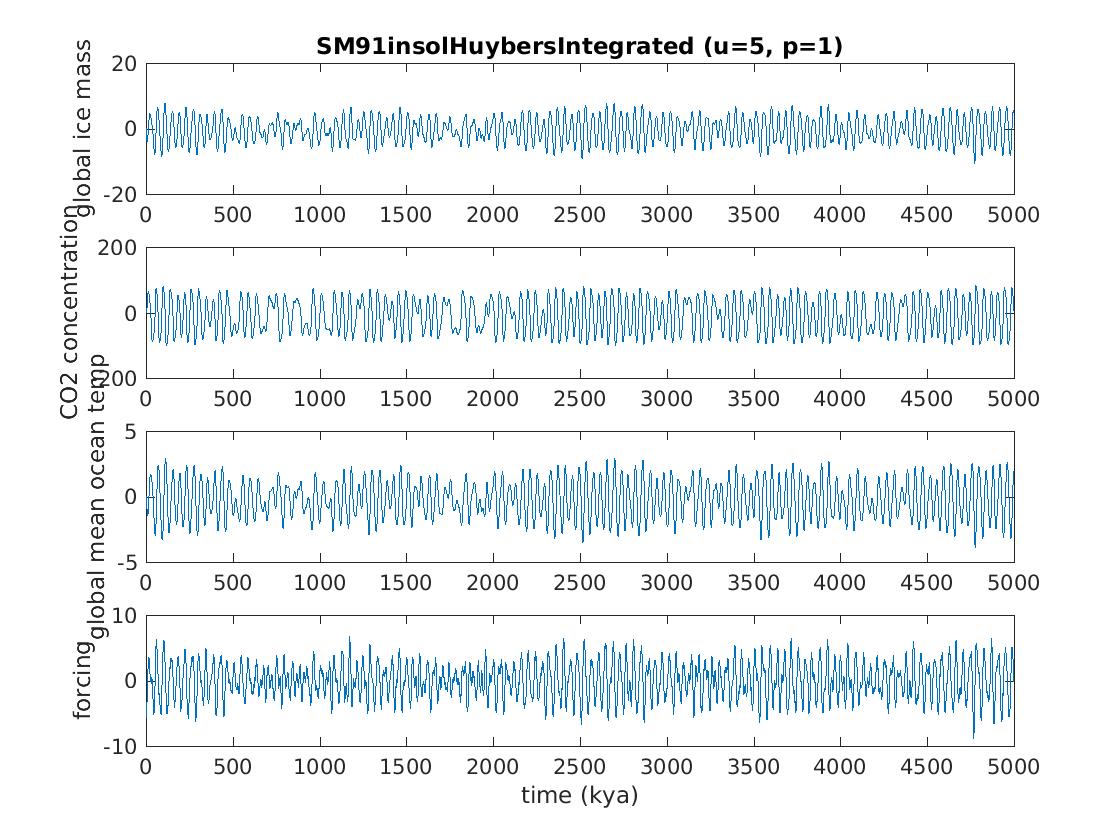 SM91insolHuybersIntegrated (u=5, p=1)
global ice mass
20
0
-20
0 500 1000 1500 2000 2500 3000 3500 4000 4500 5000
CO2 concentration
200
0
-200
0 500 1000 1500 2000 2500 3000 3500 4000 4500 5000
global mean ocean temp
5
0
-5
0 500 1000 1500 2000 2500 3000 3500 4000 4500 5000
forcing
10
0
-10
0 500 1000 1500 2000 2500 3000 3500 4000 4500 5000
time (kya)